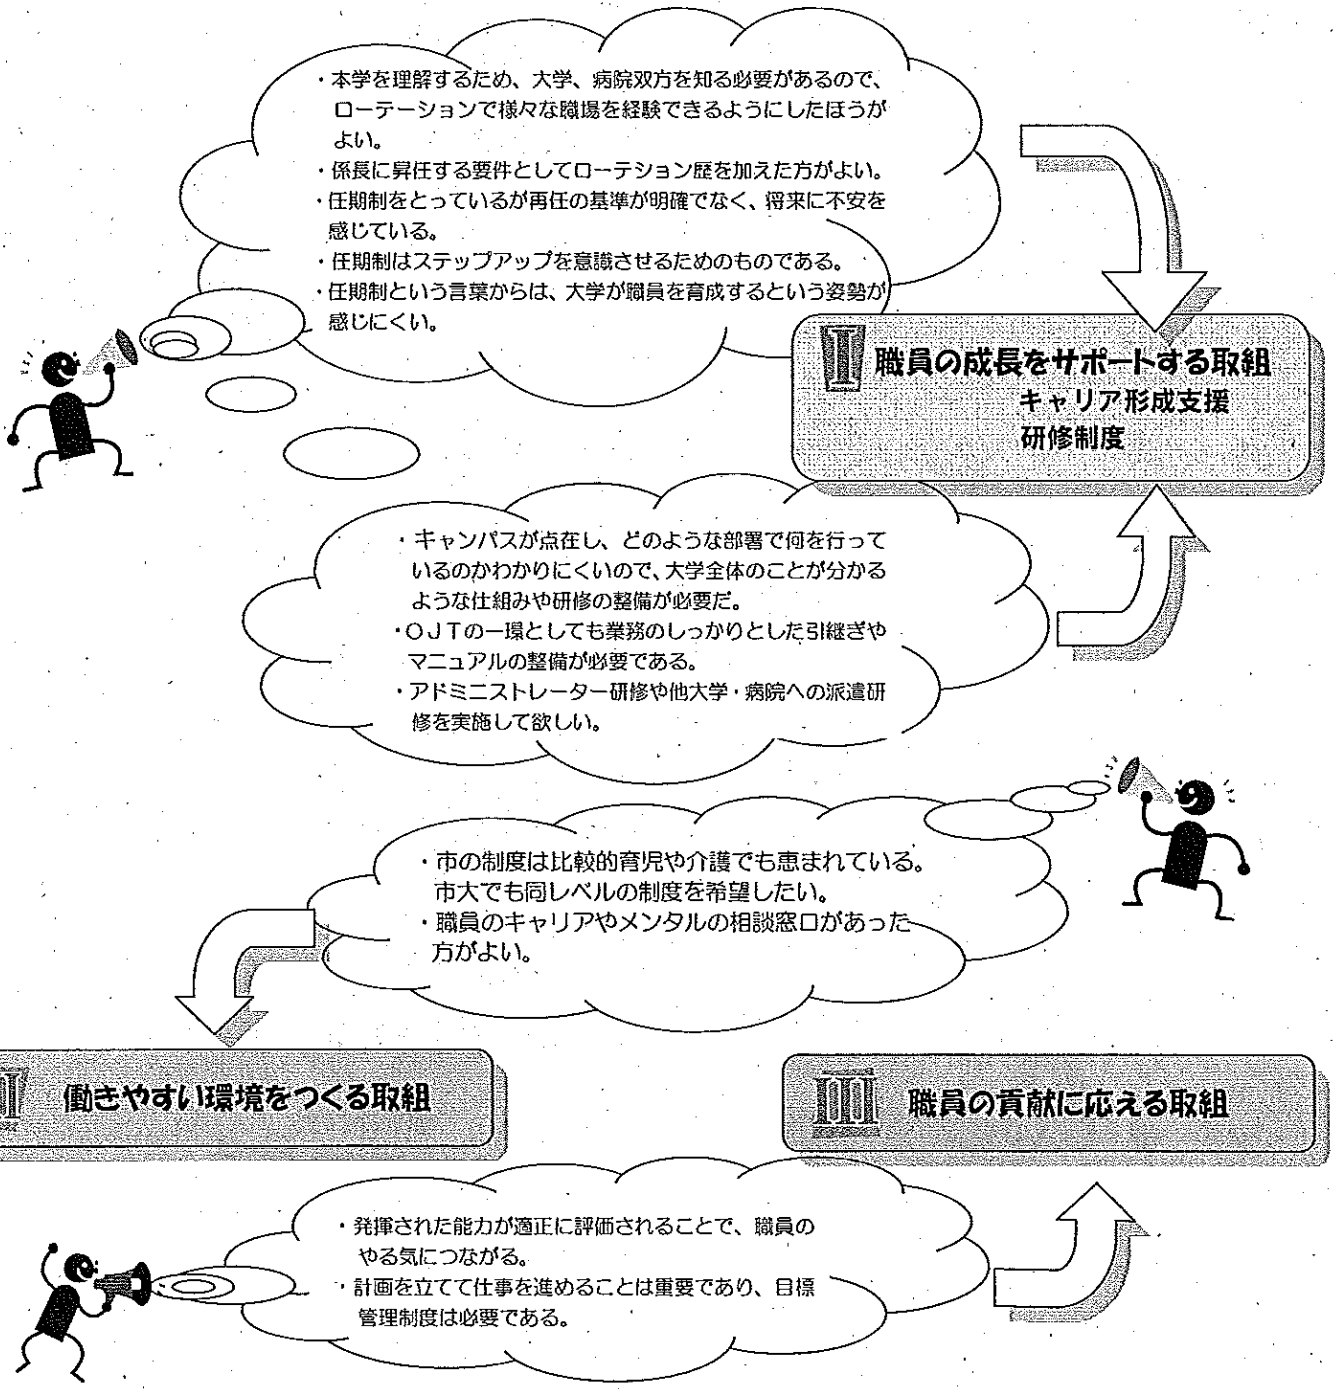 ・本学を理解するため、大学、病院双方を知る必要があるので、
ローテーションで様々な職場を経験できるようにしたほうが
よい。
・係長に昇任する要件としてローテション歴を加えた方がよい。
・任期制をとっているが再任の基準が明確でなく、将来に不安を
感じている。
・任期制はステップアップを意識させるためのものである。
・任期制という言葉からは、大学が職員を育成するという姿勢が
感じにくい。
I 職員の成長をサポートする取組
キャリア形成支援
研修制度
・キャンパスが点在し、どのような部署で何を行って
いるのかわかりにくいので、大学全体のことが分かる
ような仕組みや研修の整備が必要だ。
・OJTの一環としても業務のしっかりとした引継ぎや
マニュアルの整備が必要である。
・アドミニストレーター研修や他大学・病院への派遣研
修を実施して欲しい。
・市の制度は比較的育児や介護でも恵まれている。
市大でも同レベルの制度を希望したい。
・職員のキャリアやメンタルの相談窓口があった
方がよい。
働きやすい環境をつくる取組
III 職員の貢献に応える取組
・発揮された能力が適正に評価されることで、職員の
やる気につながる。
・計画を立てて仕事を進めることは重要であり、目標
管理制度は必要である。